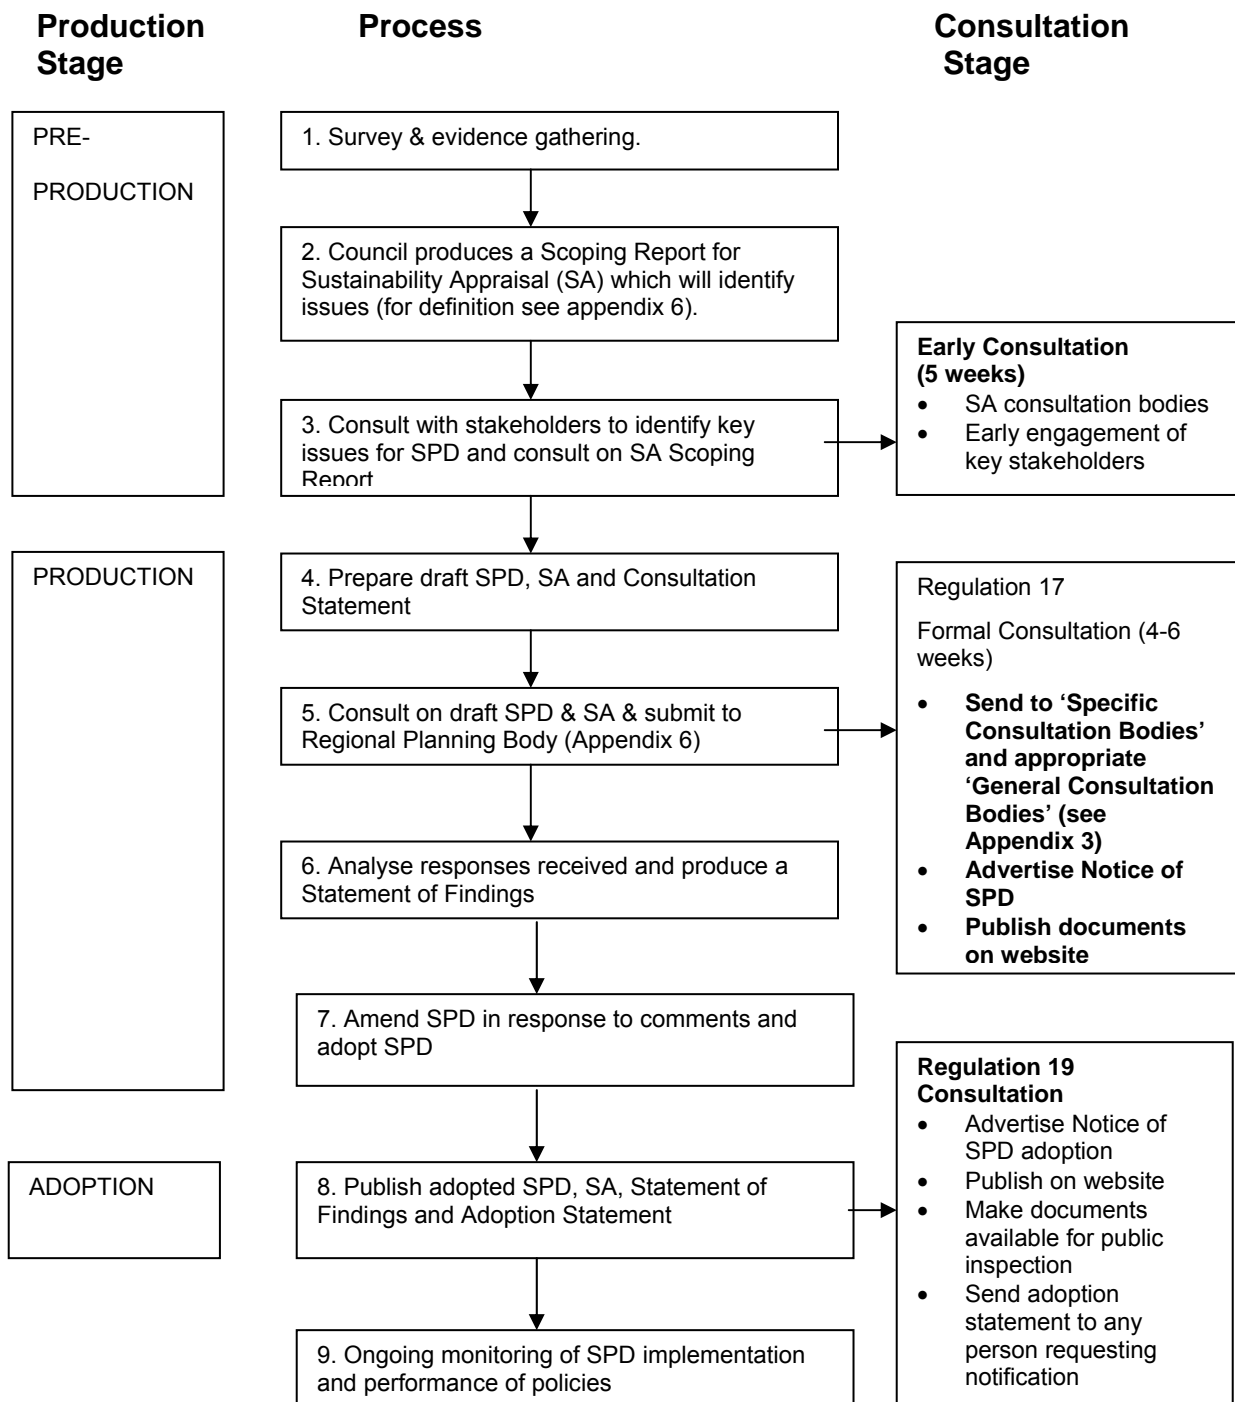 Production
Stage
Process
Consultation
Stage
PRE-
PRODUCTION
1. Survey & evidence gathering.
2. Council produces a Scoping Report for
Sustainability Appraisal (SA) which will identify
issues (for definition see appendix 6).
3. Consult with stakeholders to identify key
issues for SPD and consult on SA Scoping
Report
Early Consultation
(5 weeks)
• SA consultation bodies
• Early engagement of
key stakeholders
PRODUCTION
4. Prepare draft SPD, SA and Consultation
Statement
5. Consult on draft SPD & SA & submit to
Regional Planning Body (Appendix 6)
6. Analyse responses received and produce a
Statement of Findings
7. Amend SPD in response to comments and
adopt SPD
Regulation 17
Formal Consultation (4-6
weeks)
• Send to ‘Specific
Consultation Bodies’
and appropriate
‘General Consultation
Bodies’ (see
Appendix 3)
• Advertise Notice of
SPD
• Publish documents
on website
ADOPTION
8. Publish adopted SPD, SA, Statement of
Findings and Adoption Statement
9. Ongoing monitoring of SPD implementation
and performance of policies
Regulation 19
Consultation
• Advertise Notice of
SPD adoption
• Publish on website
• Make documents
available for public
inspection
• Send adoption
statement to any
person requesting
notification